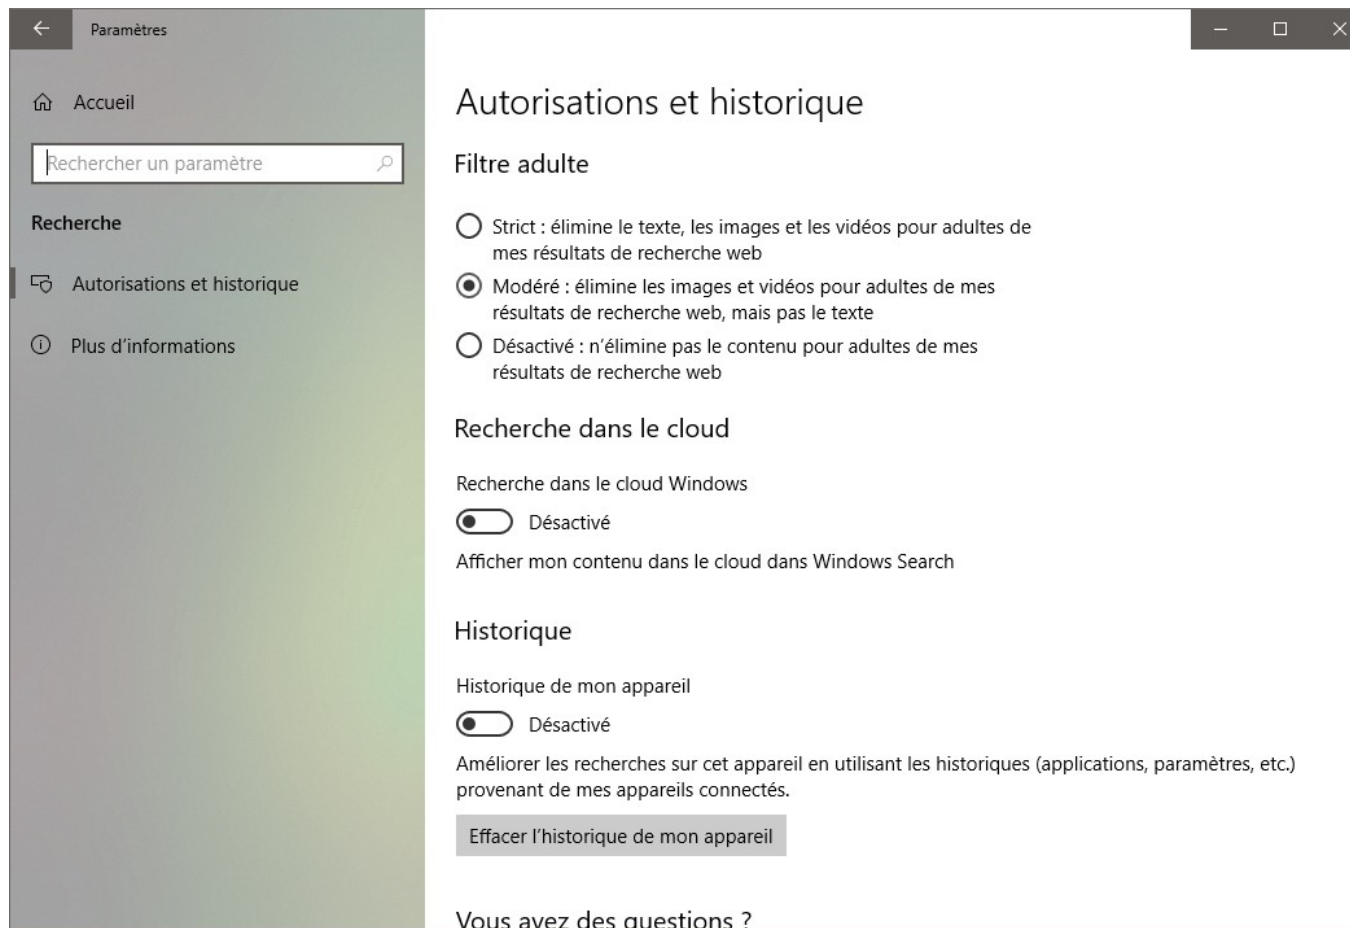 Paramètres
Accueil
Rechercher un paramètre
Recherche
Autorisations et historique
Plus d’informations
Autorisations et historique
Filtre adulte
Strict : élimine le texte, les images et les vidéos pour adultes de
mes résultats de recherche web
Modéré : élimine les images et vidéos pour adultes de mes
résultats de recherche web, mais pas le texte
Désactivé : n’élimine pas le contenu pour adultes de mes
résultats de recherche web
Recherche dans le cloud
Recherche dans le cloud Windows
Désactivé
Afficher mon contenu dans le cloud dans Windows Search
Historique
Historique de mon appareil
Désactivé
Améliorer les recherches sur cet appareil en utilisant les historiques (applications, paramètres, etc.)
provenant de mes appareils connectés.
Effacer l’historique de mon appareil
Vous avez des questions ?